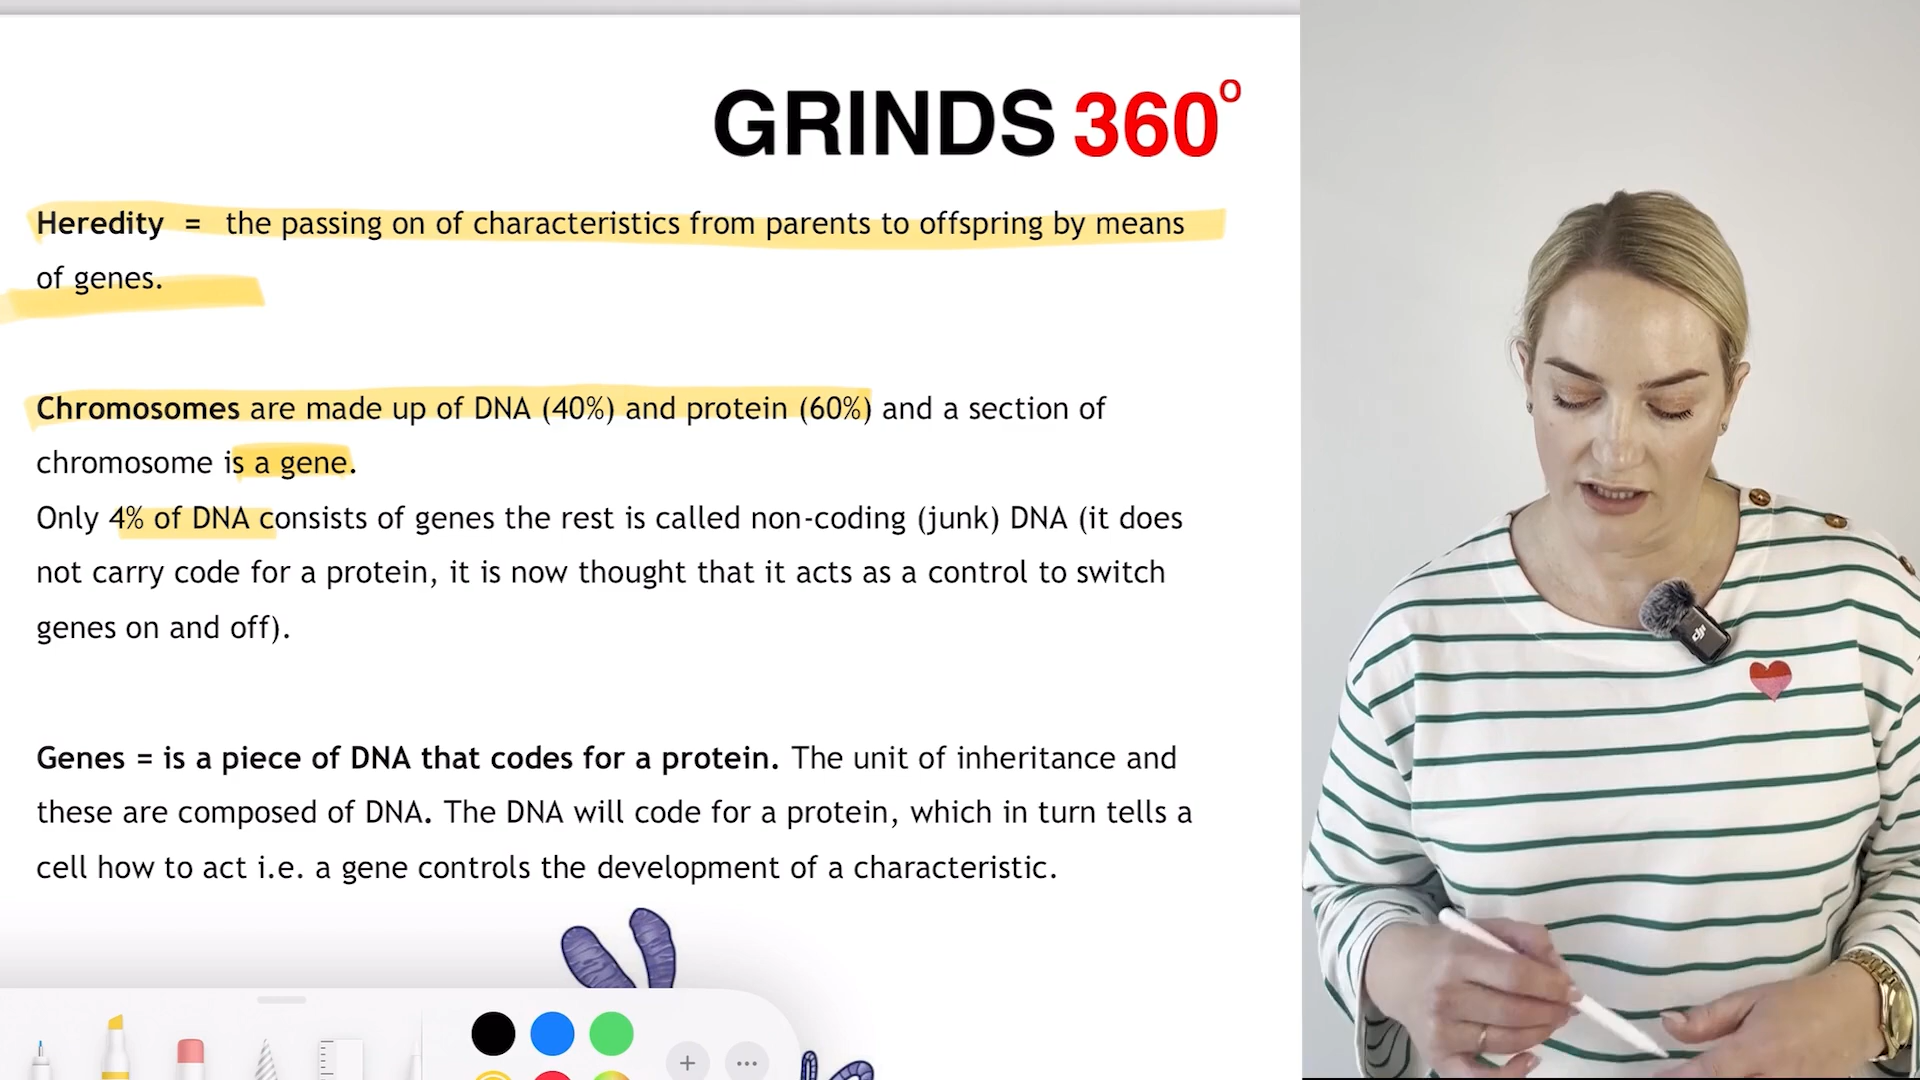 GRINDS 360°
Heredity = the passing on of characteristics from parents to offspring by means
of genes.
Chromosomes are made up of DNA (40%) and protein (60%) and a section of
chromosome is a gene.
Only 4% of DNA consists of genes the rest is called non-coding (junk) DNA (it does
not carry code for a protein, it is now thought that it acts as a control to switch
genes on and off).
Genes = is a piece of DNA that codes for a protein. The unit of inheritance and
these are composed of DNA. The DNA will code for a protein, which in turn tells a
cell how to act i.e. a gene controls the development of a characteristic.
dji